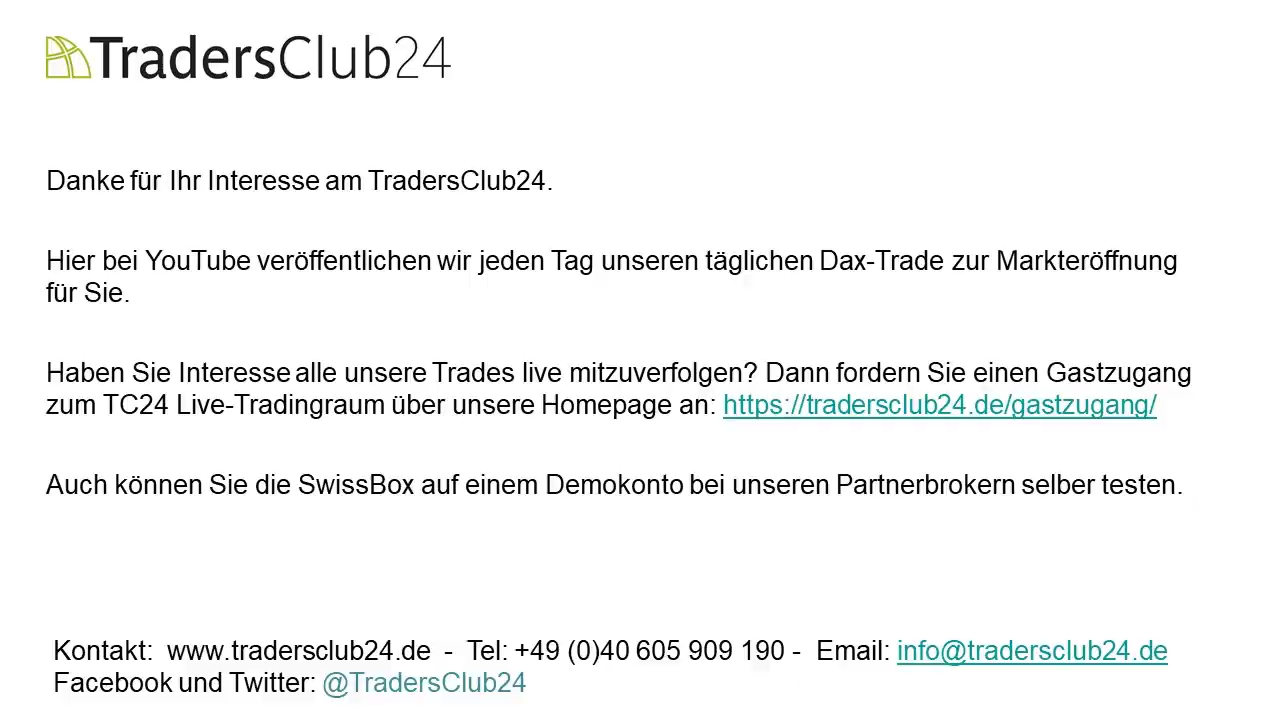 TradersClub24
Danke für Ihr Interesse am TradersClub24.
Hier bei YouTube veröffentlichen wir jeden Tag unseren täglichen Dax-Trade zur Markteröffnung
für Sie.
Haben Sie Interesse alle unsere Trades live mitzuverfolgen? Dann fordern Sie einen Gastzugang
zum TC24 Live-Tradingraum über unsere Homepage an: https://tradersclub24.de/gastzugang/
Auch können Sie die SwissBox auf einem Demokonto bei unseren Partnerbrokern selber testen.
Kontakt: www.tradersclub24.de - Tel: +49 (0)40 605 909 190 - Email: info@tradersclub24.de
Facebook und Twitter: @TradersClub24